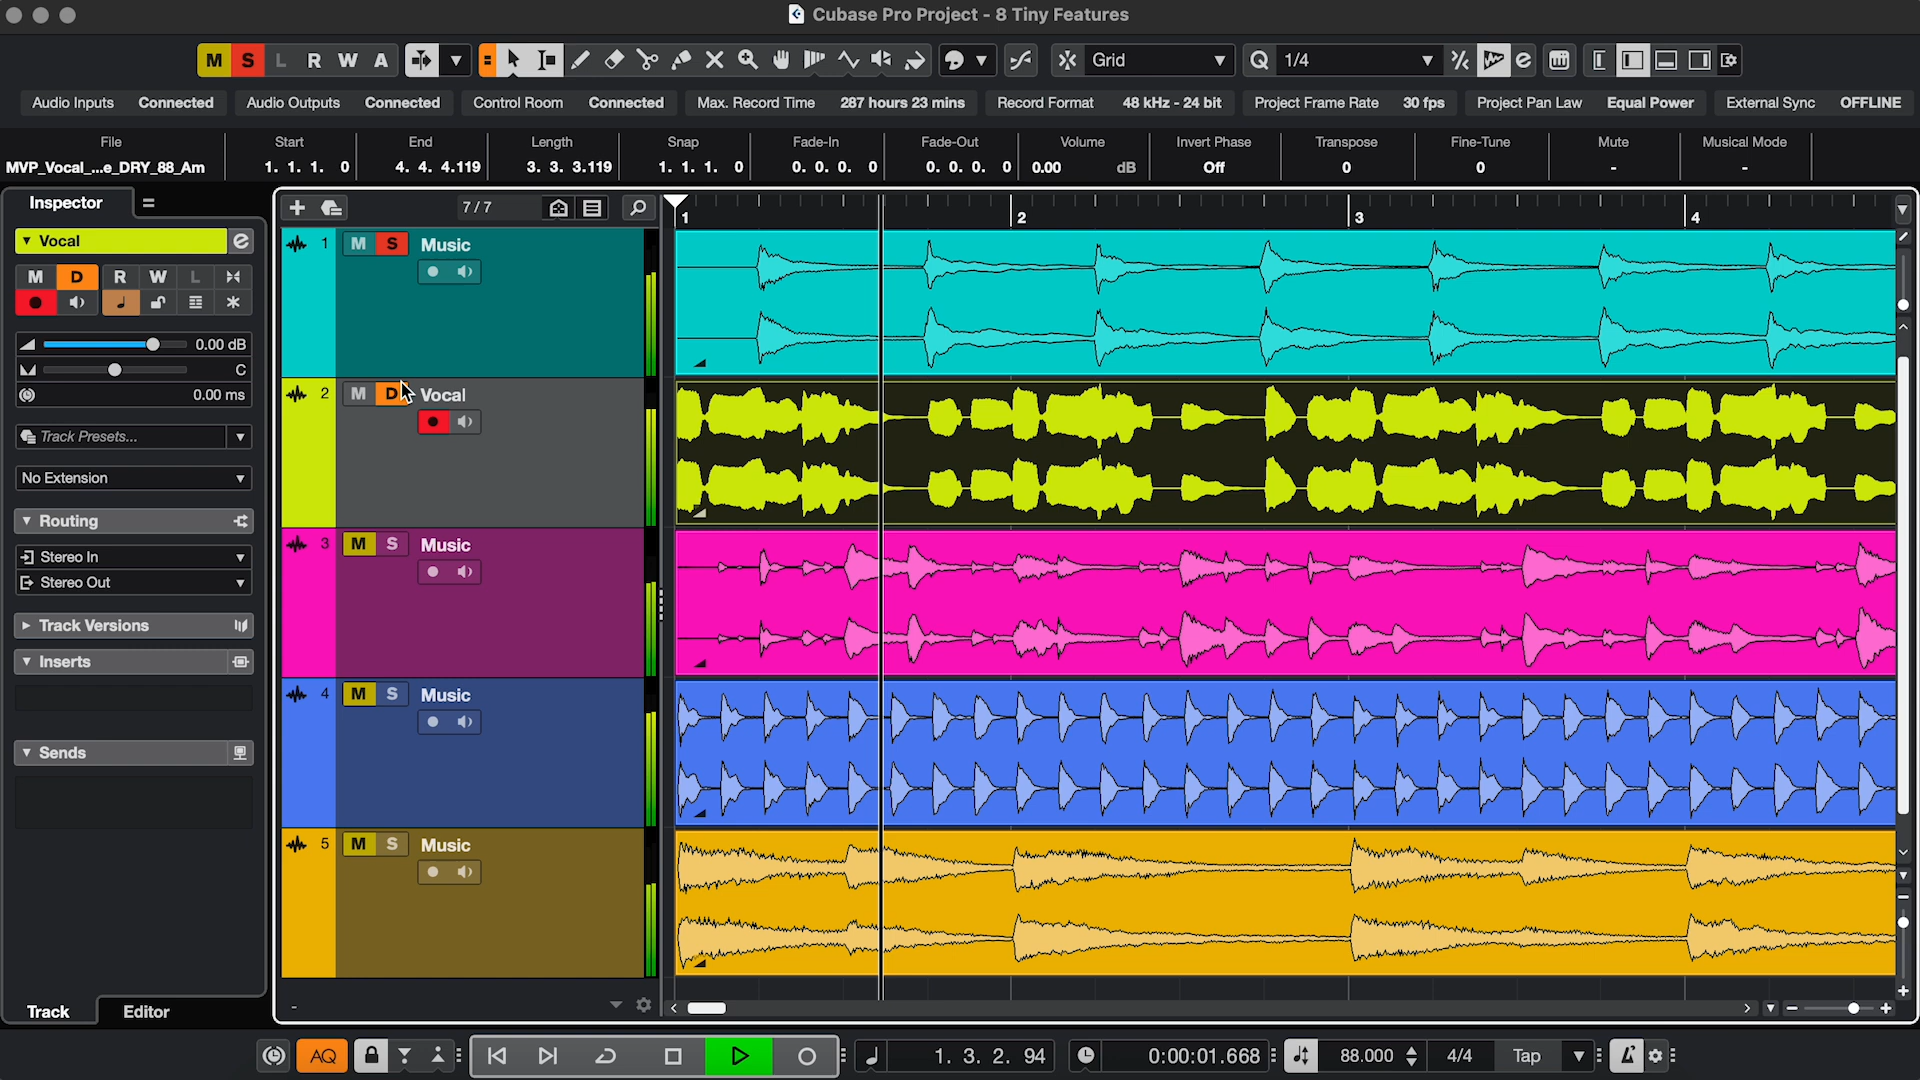 Cubase Pro Project - 8 Tiny Features
M S L R W A Grid Q 1/4 e
Audio Inputs Connected Audio Outputs Connected Control Room Connected Max. Record Time 287 hours 23 mins Record Format 48 kHz - 24 bit Project Frame Rate 30 fps Project Pan Law Equal Power External Sync OFFLINE
File Start End Length Snap Fade-In Fade-Out Volume Invert Phase Transpose Fine-Tune Mute Musical Mode
MVP_Vocal_...e_DRY_88_Am 1. 1. 1. 0 4. 4. 4.119 3. 3. 3.119 1. 1. 1. 0 0. 0. 0. 0 0. 0. 0. 0 0.00 dB Off 0 0 - -
Inspector
7 / 7
1 2 3 4
Vocal e
M D R W L
0.00 dB
C
0.00 ms
Track Presets...
No Extension
Routing
Stereo In
Stereo Out
Track Versions
Inserts
Sends
Track Editor
1 M S Music
2 M D Vocal
3 M S Music
4 M S Music
5 M S Music
-
AQ 1. 3. 2. 94 0:00:01.668 88.000 4/4 Tap